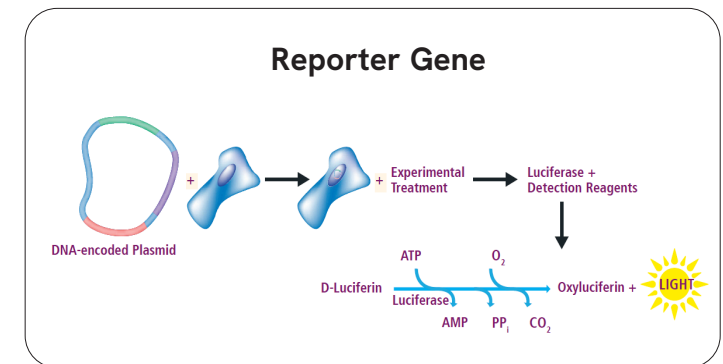 Reporter Gene
+
+
Experimental
Treatment
Luciferase +
Detection Reagents
DNA-encoded Plasmid
ATP
O₂
D-Luciferin
Luciferase
Oxyluciferin +
LIGHT
AMP
PPᵢ
CO₂